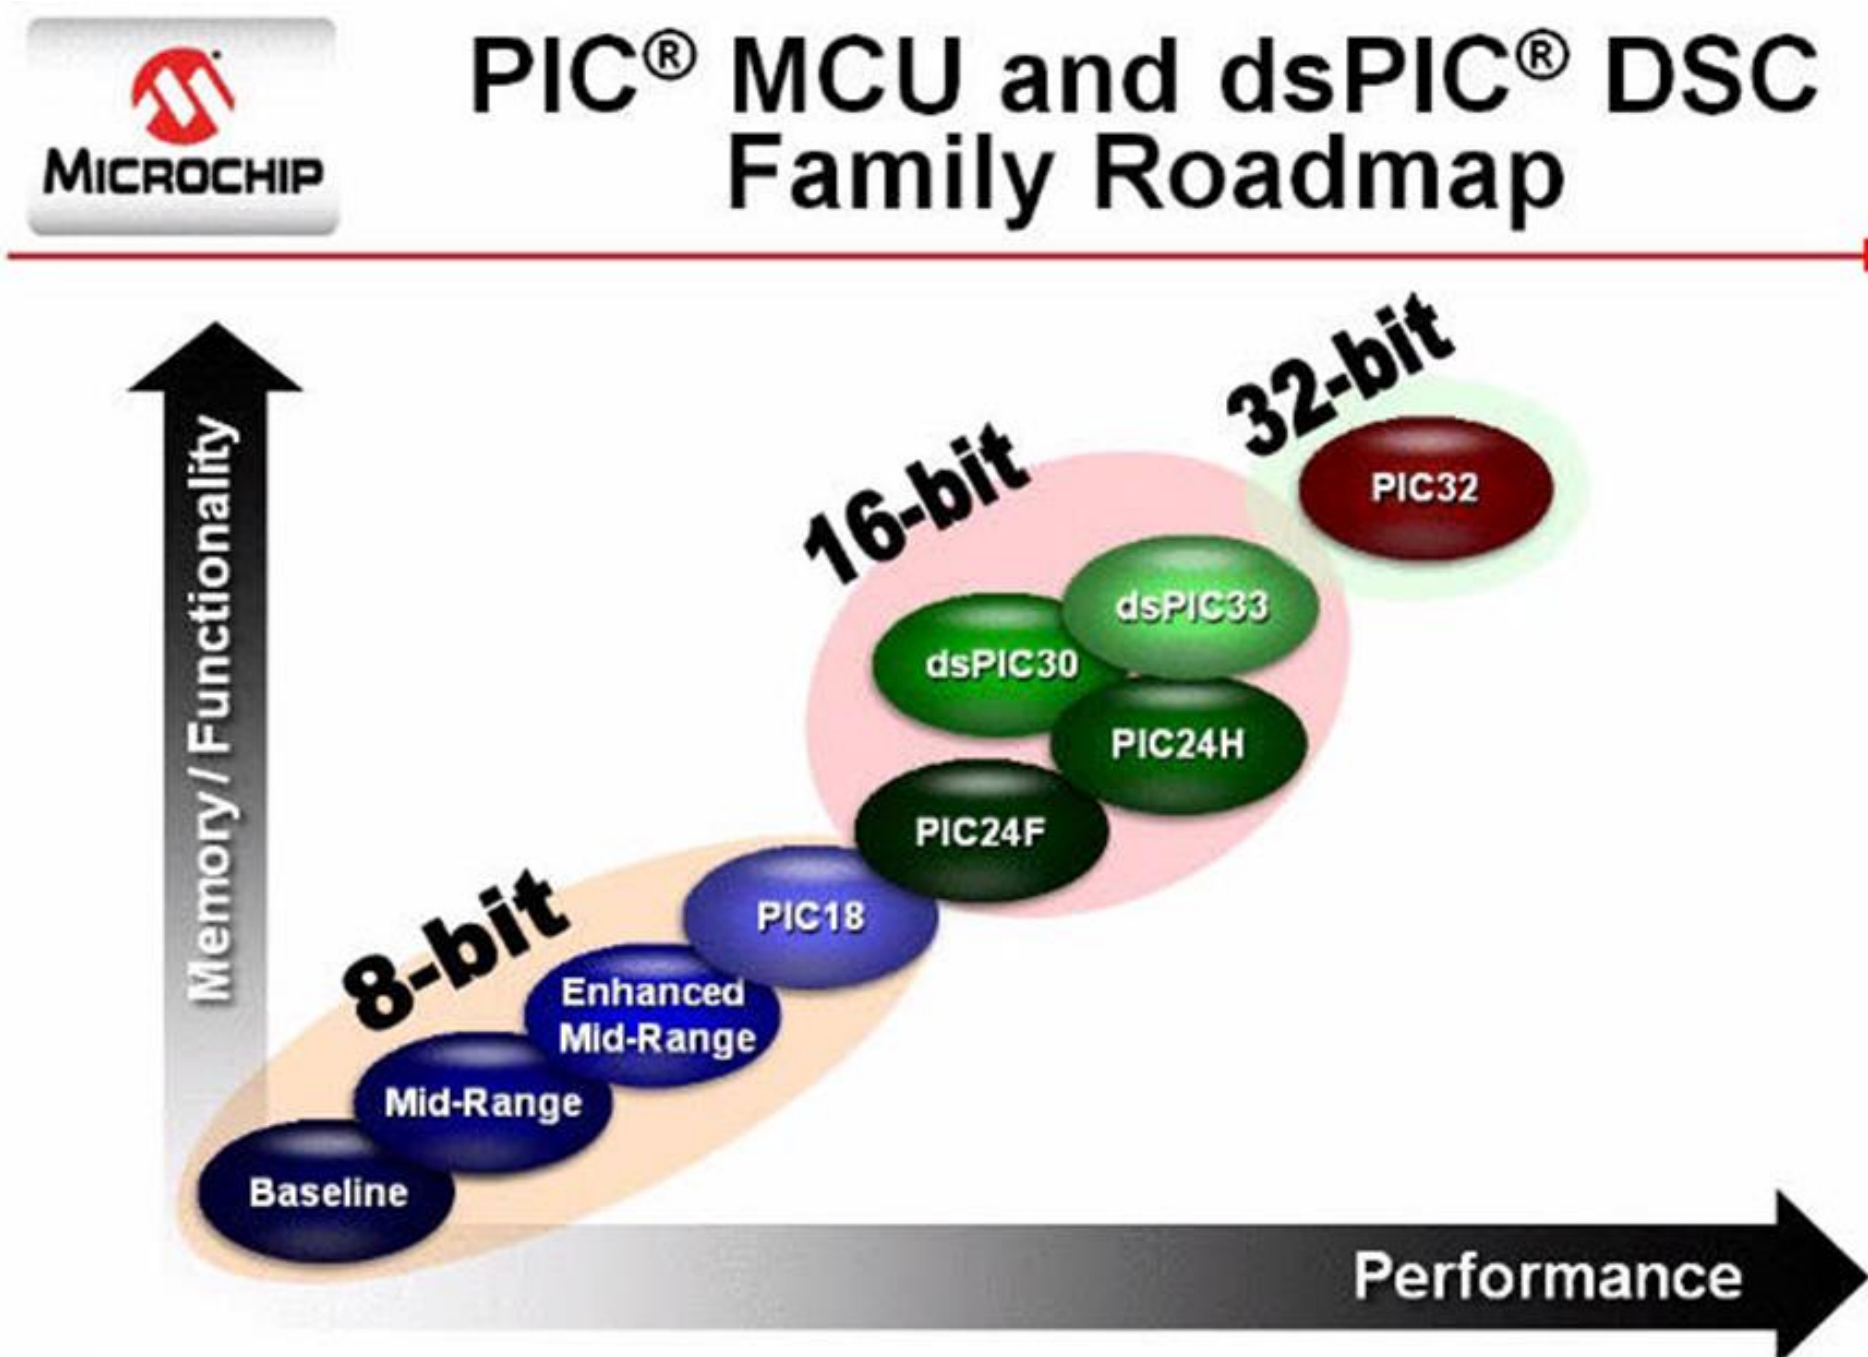 MICROCHIP
PIC® MCU and dsPIC® DSC
Family Roadmap
Memory / Functionality
32-bit
PIC32
16-bit
dsPIC33
dsPIC30
PIC24H
PIC24F
8-bit
PIC18
Enhanced
Mid-Range
Mid-Range
Baseline
Performance